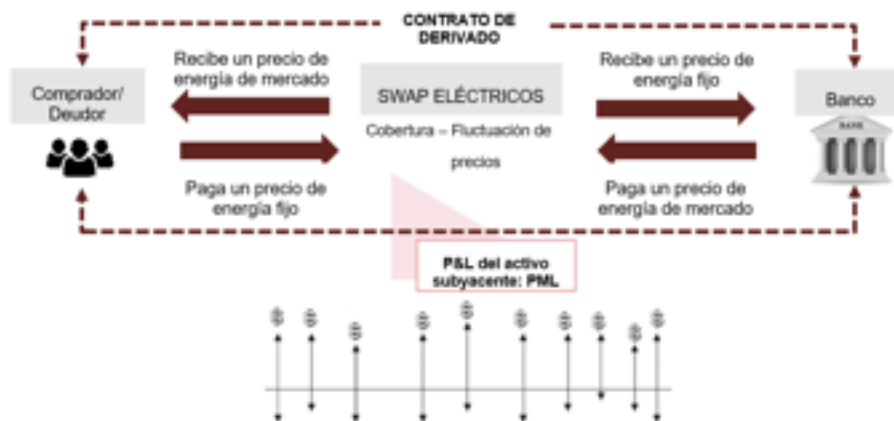 CONTRATO DE
DERIVADO
Recibe un precio de
energía de mercado
Recibe un precio de
energía fijo
Comprador/
Deudor
SWAP ELÉCTRICOS
Banco
Cobertura – Fluctuación de
precios
BANK
Paga un precio de
energía fijo
Paga un precio de
energía de mercado
P&L del activo
subyacente: PML